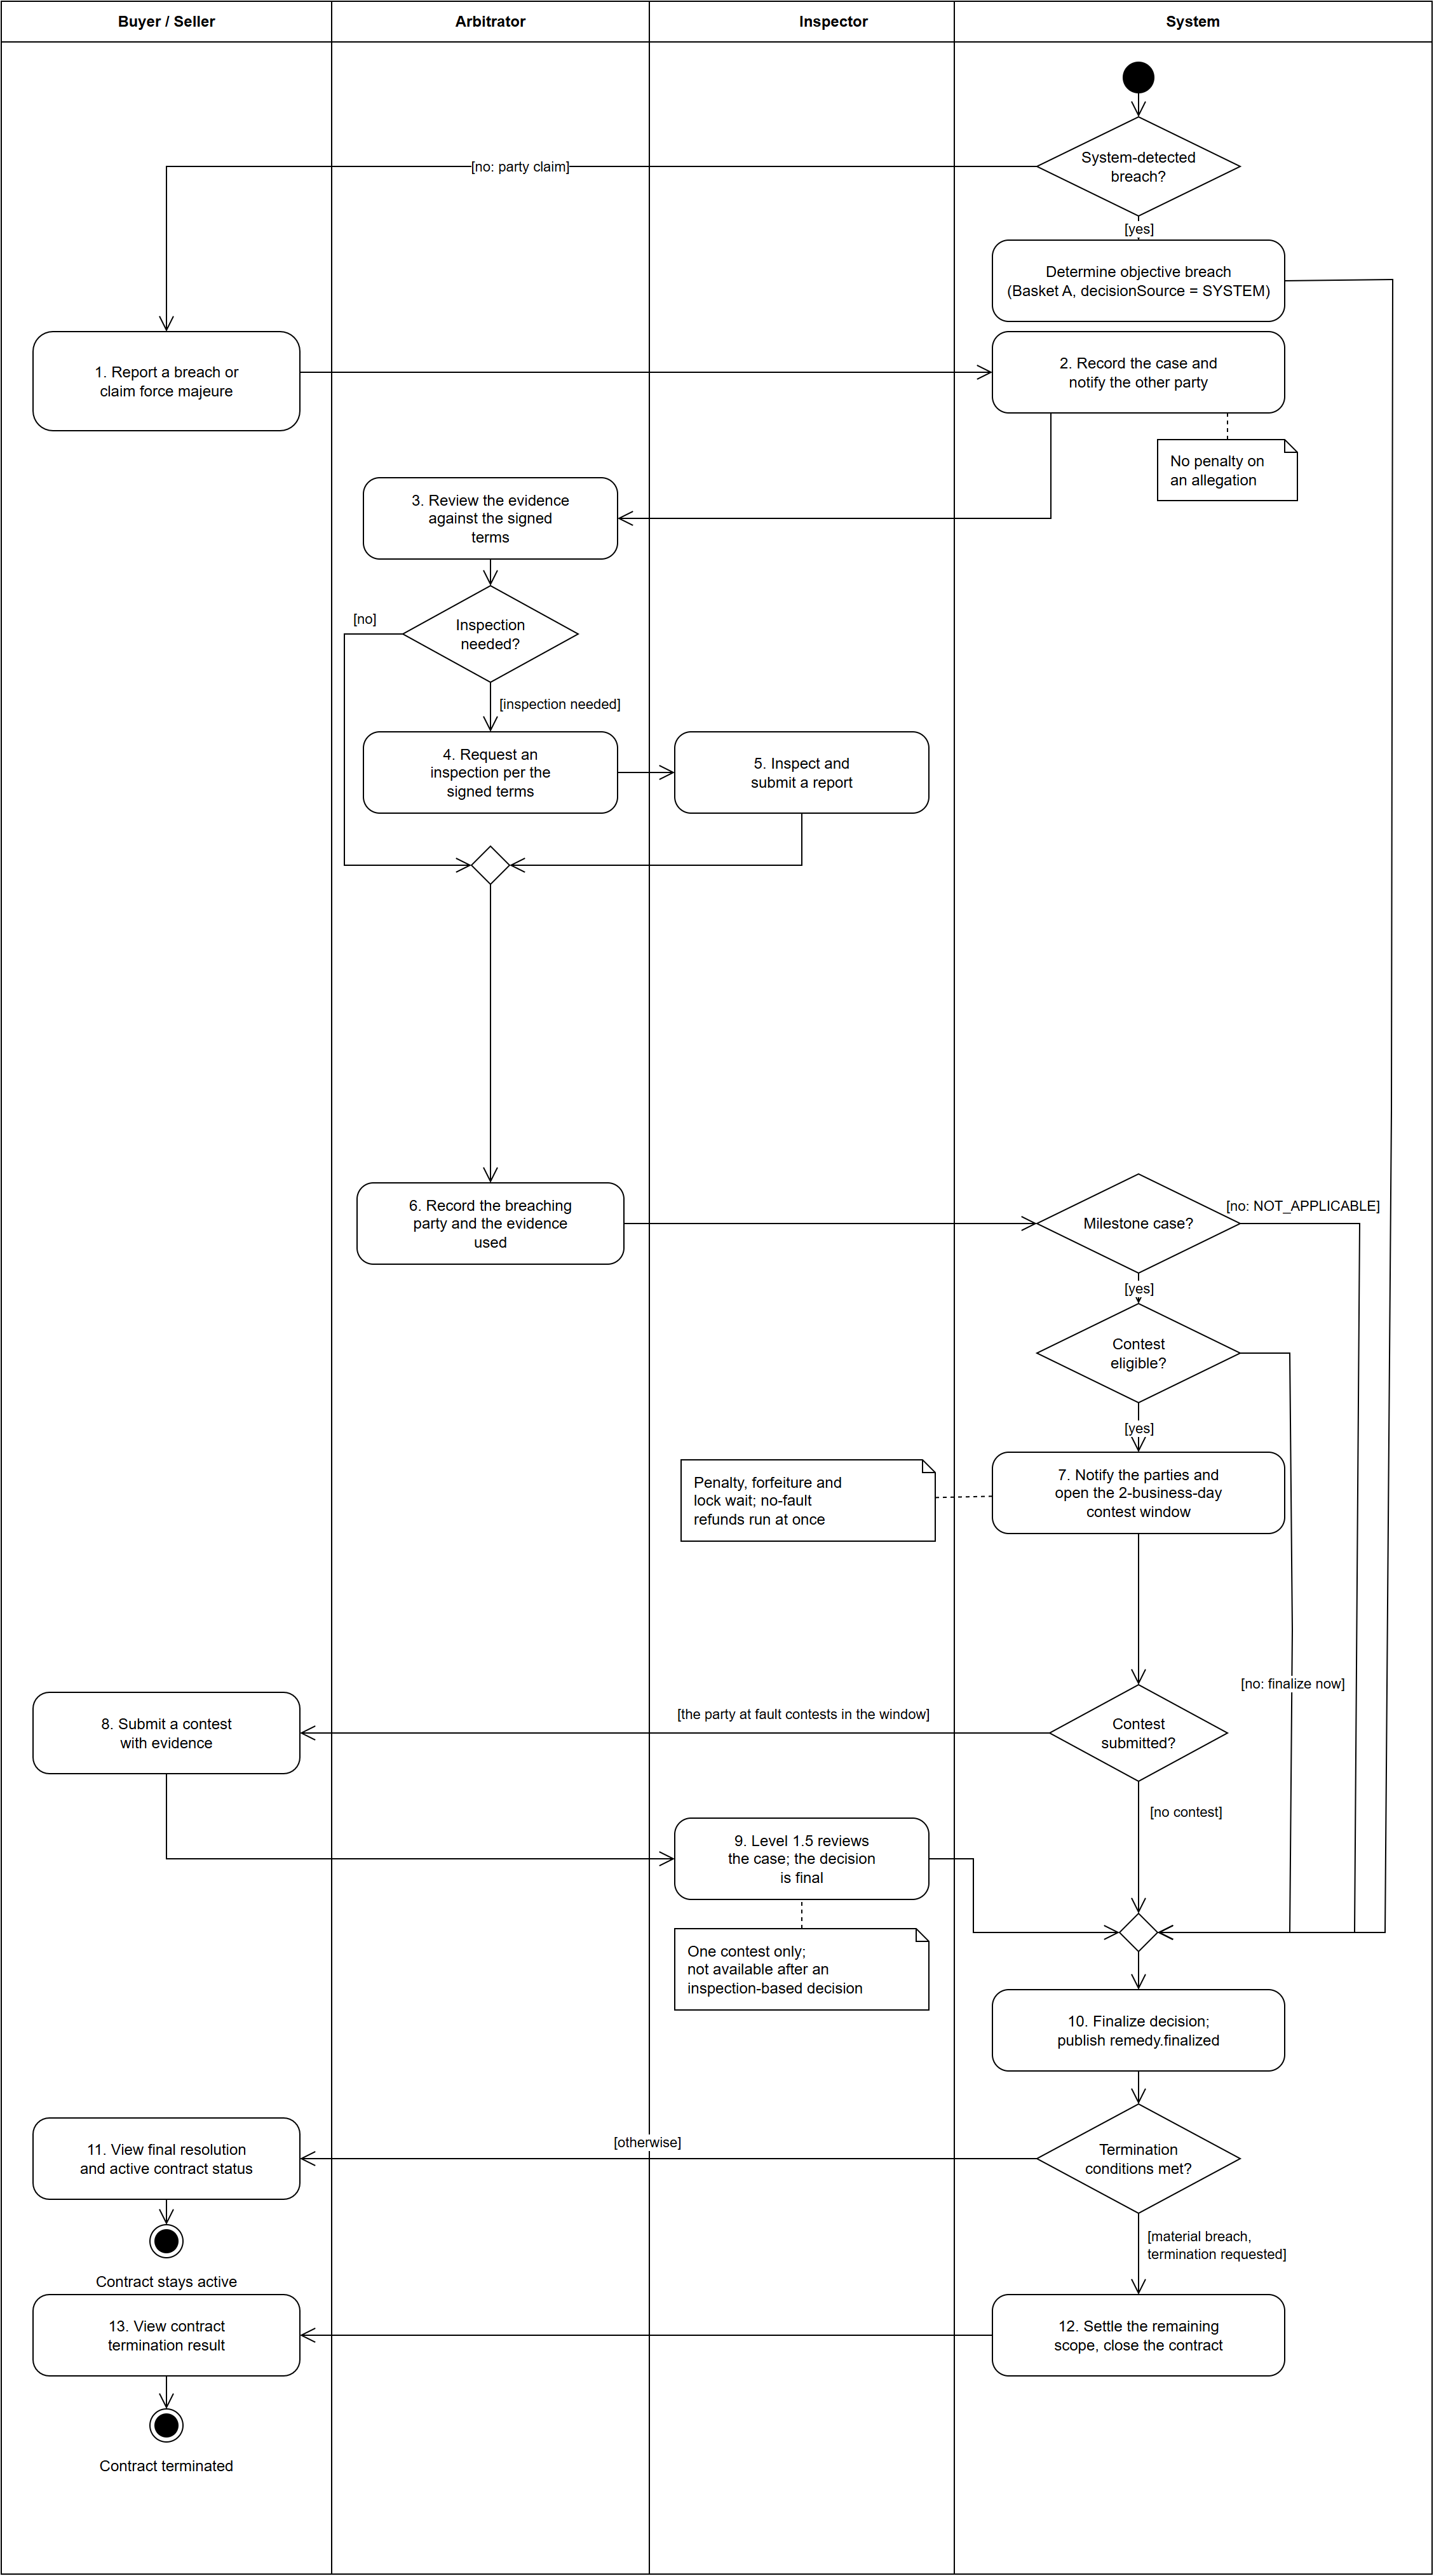 Buyer / Seller
Arbitrator
Inspector
System
System-detected
breach?
[no: party claim]
[yes]
Determine objective breach
(Basket A, decisionSource = SYSTEM)
1. Report a breach or
claim force majeure
2. Record the case and
notify the other party
No penalty on
an allegation
3. Review the evidence
against the signed
terms
[no]
Inspection
needed?
[inspection needed]
4. Request an
inspection per the
signed terms
5. Inspect and
submit a report
6. Record the breaching
party and the evidence
used
Milestone case?
[no: NOT_APPLICABLE]
[yes]
Contest
eligible?
[yes]
Penalty, forfeiture and
lock wait; no-fault
refunds run at once
7. Notify the parties and
open the 2-business-day
contest window
[no: finalize now]
8. Submit a contest
with evidence
[the party at fault contests in the window]
Contest
submitted?
[no contest]
9. Level 1.5 reviews
the case; the decision
is final
One contest only;
not available after an
inspection-based decision
10. Finalize decision;
publish remedy.finalized
11. View final resolution
and active contract status
[otherwise]
Termination
conditions met?
[material breach,
termination requested]
Contract stays active
13. View contract
termination result
12. Settle the remaining
scope, close the contract
Contract terminated